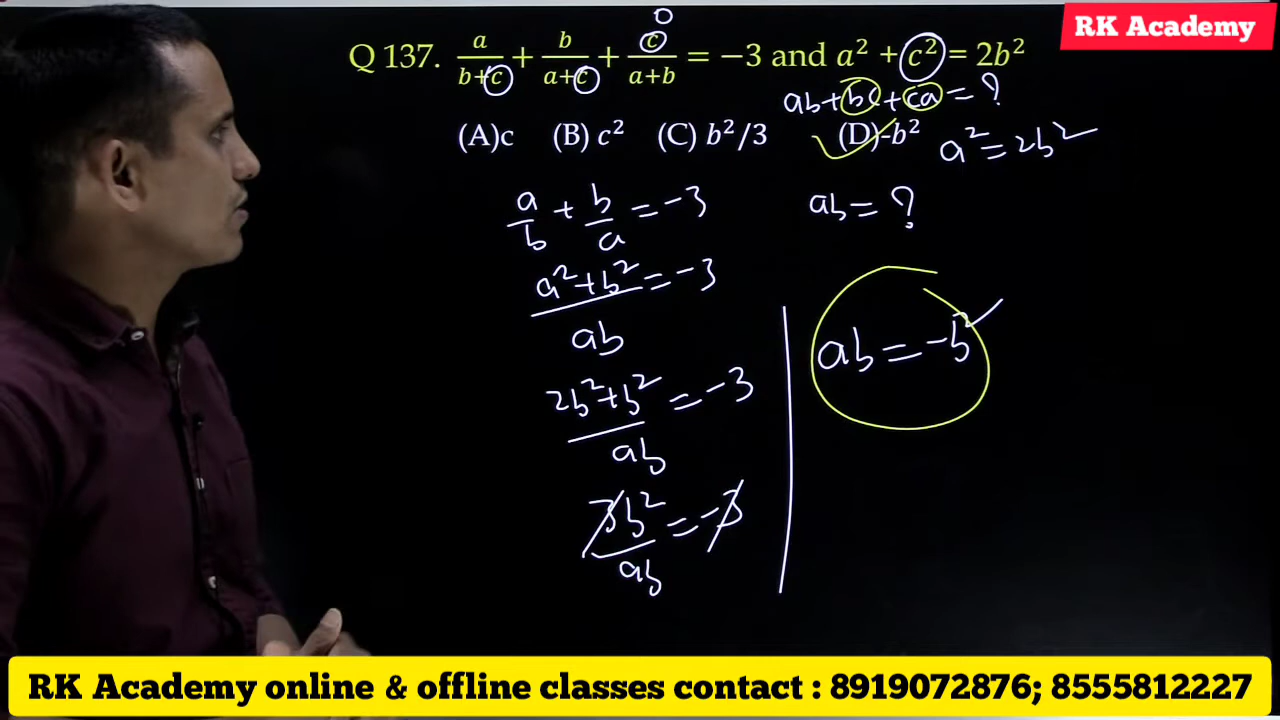 RK Academy
0
Q 137. a/(b+c) + b/(a+c) + c/(a+b) = −3 and a² + c² = 2b²
ab+bc+ca = ?
(A)c (B) c² (C) b²/3 (D)-b²
a² = 2b²
a/b + b/a = -3
ab = ?
(a²+b²)/ab = -3
ab = -b²
(2b²+b²)/ab = -3
3b²/ab = -3
RK Academy online & offline classes contact : 8919072876; 8555812227